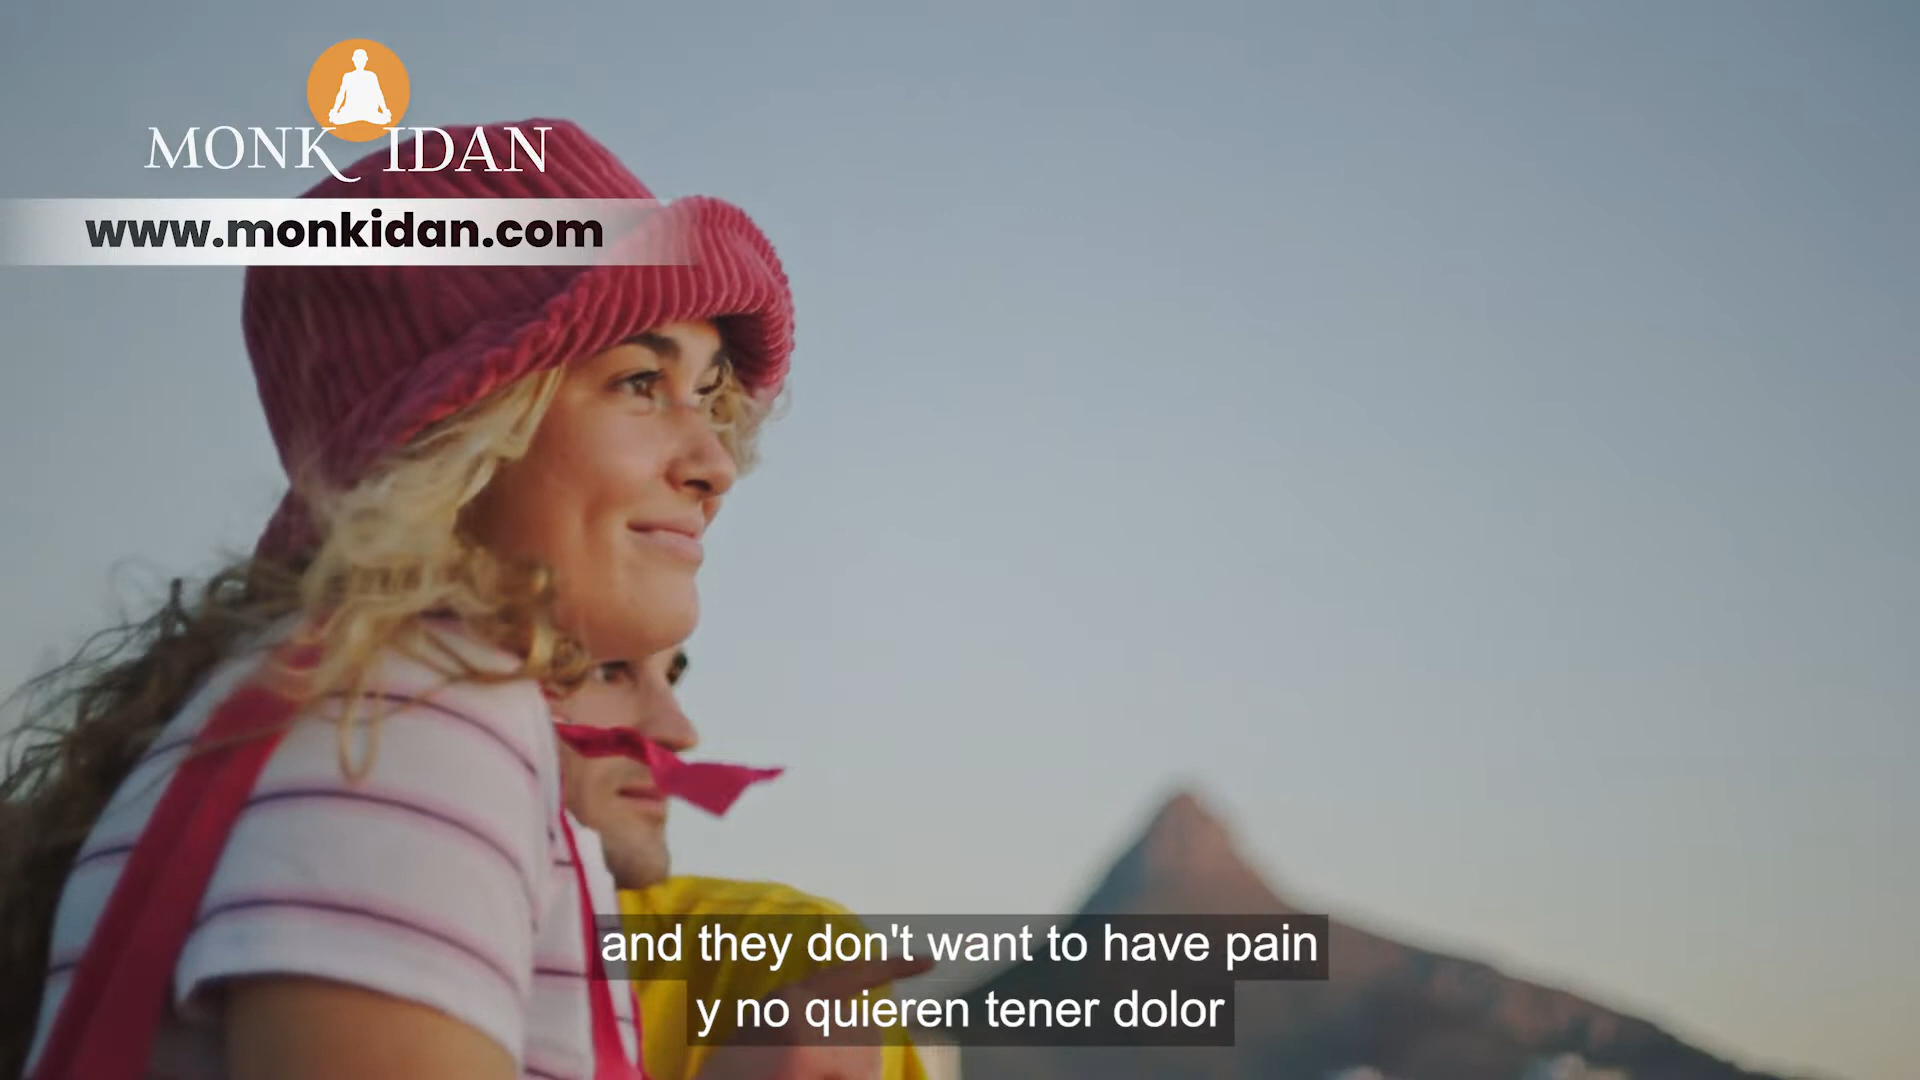 MONK IDAN
www.monkidan.com
and they don't want to have pain
y no quieren tener dolor